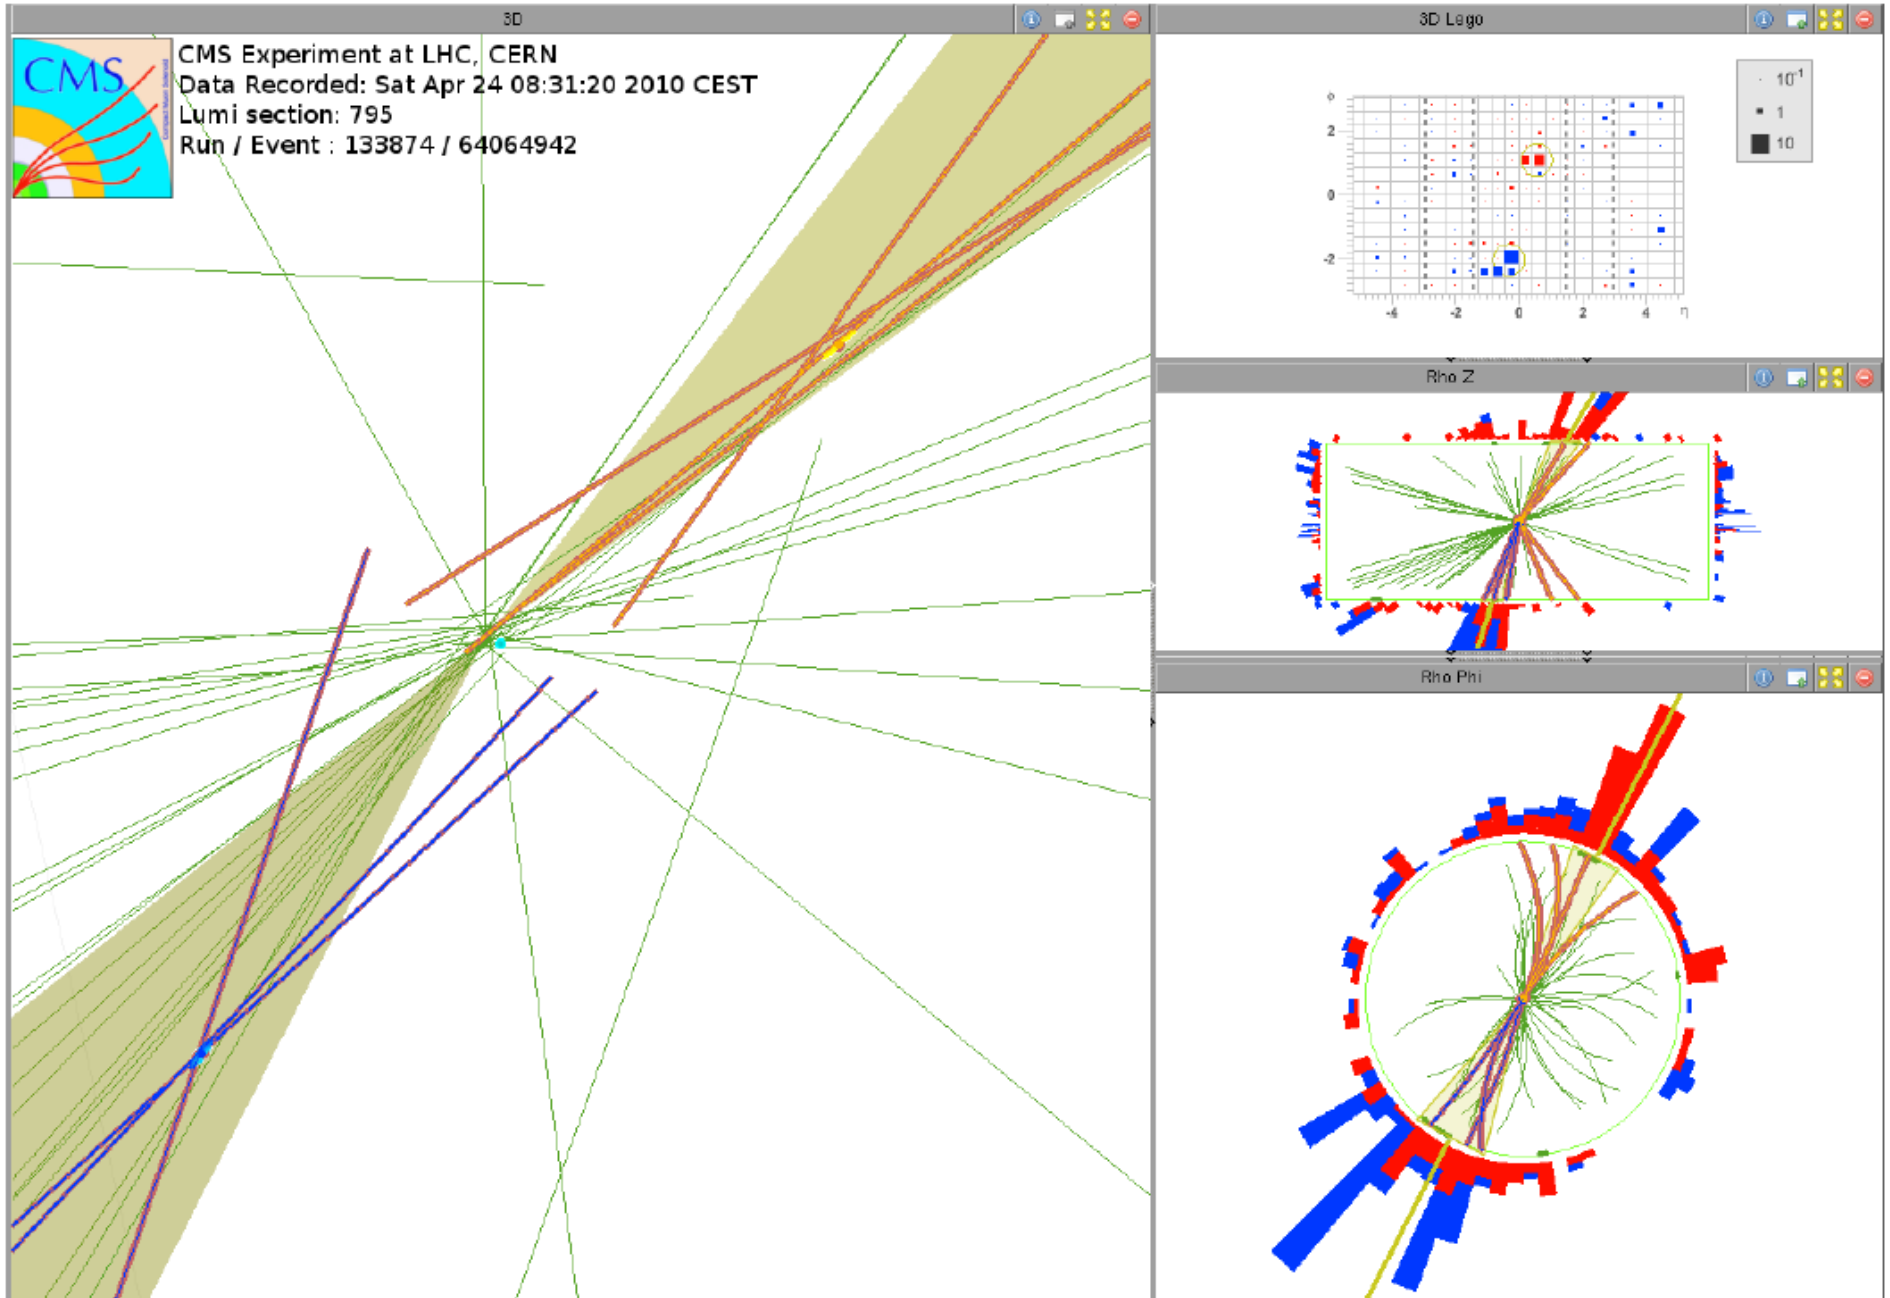 3D
CMS
CMS Experiment at LHC, CERN
Data Recorded: Sat Apr 24 08:31:20 2010 CEST
Lumi section: 795
Run / Event : 133874 / 64064942
3D Lego
10-1
1
10
2
0
-2
-4 -2 0 2 4 η
Rho Z
Rho Phi